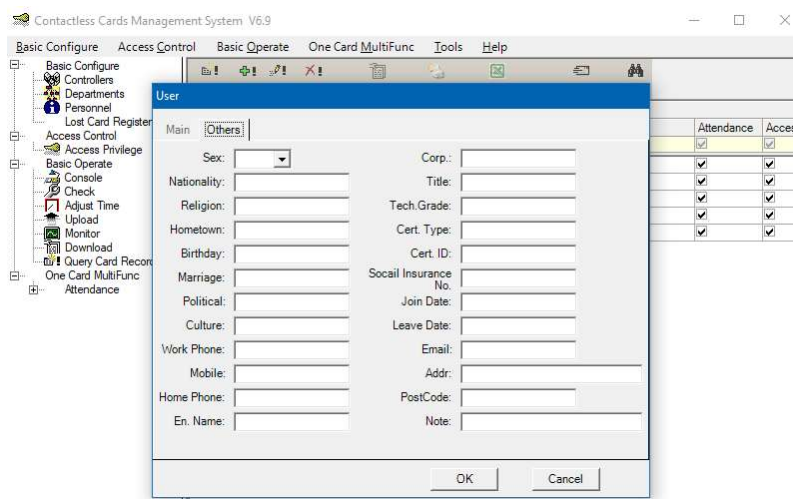 Contactless Cards Management System V6.9
Basic Configure Access Control Basic Operate One Card MultiFunc Tools Help
Basic Configure
Controllers
Departments
Personnel
Lost Card Register
Access Control
Access Privilege
Basic Operate
Console
Check
Adjust Time
Upload
Monitor
Download
Query Card Record
One Card MultiFunc
Attendance
User
Main Others
Sex: Corp.:
Nationality: Title:
Religion: Tech.Grade:
Hometown: Cert. Type:
Birthday: Cert. ID:
Marriage: Socail Insurance
No.
Political: Join Date:
Culture: Leave Date:
Work Phone: Email:
Mobile: Addr:
Home Phone: PostCode:
En. Name: Note:
OK Cancel
Attendance Acces